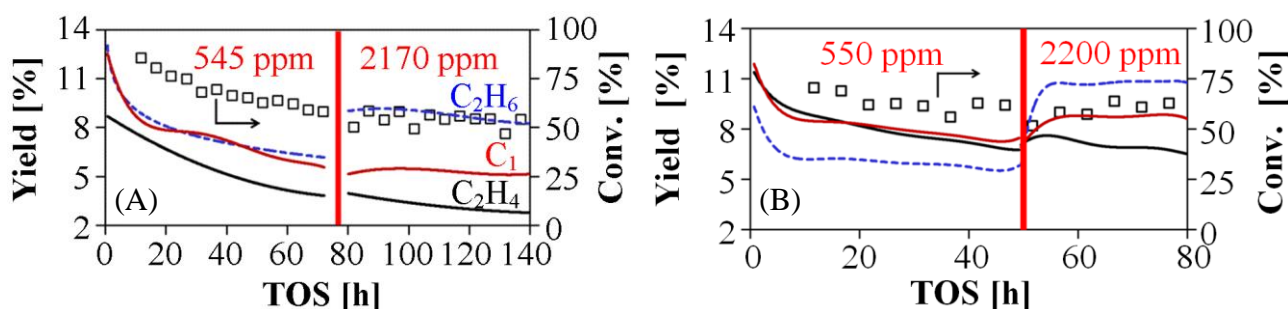 14
11
8
5
2
Yield [%]
(A)
545 ppm
2170 ppm
C₂H₆
C₁
C₂H₄
100
75
50
25
0
Conv. [%]
0 20 40 60 80 100 120 140
TOS [h]
14
11
8
5
2
Yield [%]
(B)
550 ppm
2200 ppm
100
75
50
25
0
Conv. [%]
0 20 40 60 80
TOS [h]